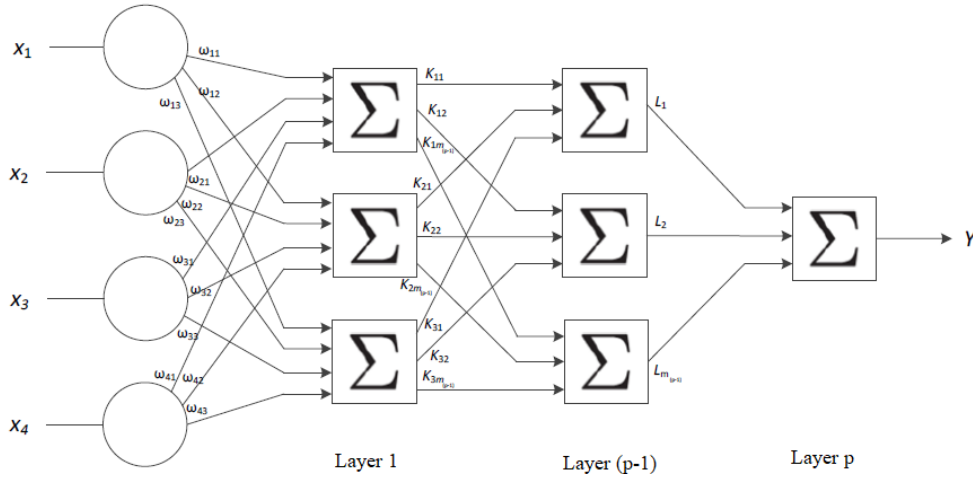 x1
x2
x3
x4
ω11
ω12
ω13
ω21
ω22
ω23
ω31
ω32
ω33
ω41
ω42
ω43
Σ
Σ
Σ
K11
K12
K1m(p-1)
K21
K22
K2m(p-1)
K31
K32
K3m(p-1)
Σ
Σ
Σ
L1
L2
Lm(p-1)
Σ
Y
Layer 1
Layer (p-1)
Layer p